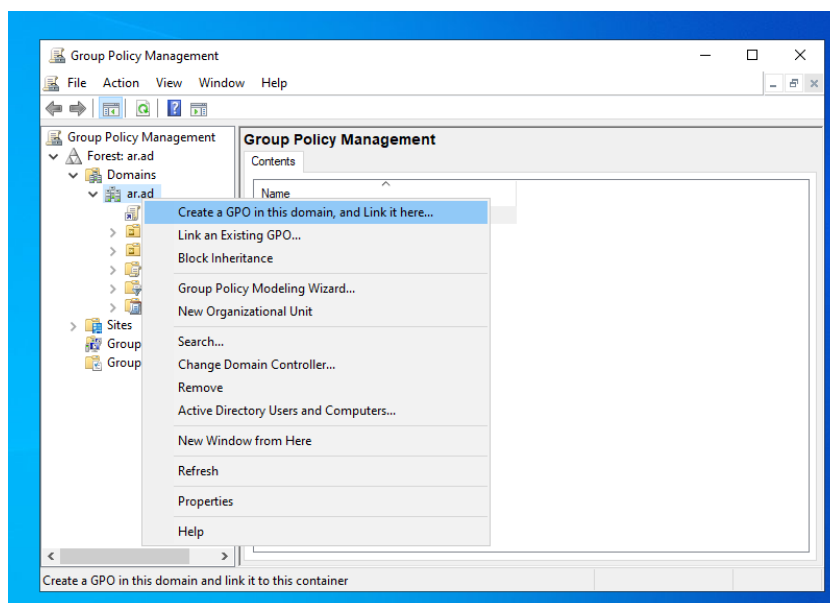 Group Policy Management
File Action View Window Help
Group Policy Management
Forest: ar.ad
Domains
ar.ad
Sites
Group
Group
Group Policy Management
Contents
Name
Create a GPO in this domain, and Link it here...
Link an Existing GPO...
Block Inheritance
Group Policy Modeling Wizard...
New Organizational Unit
Search...
Change Domain Controller...
Remove
Active Directory Users and Computers...
New Window from Here
Refresh
Properties
Help
Create a GPO in this domain and link it to this container